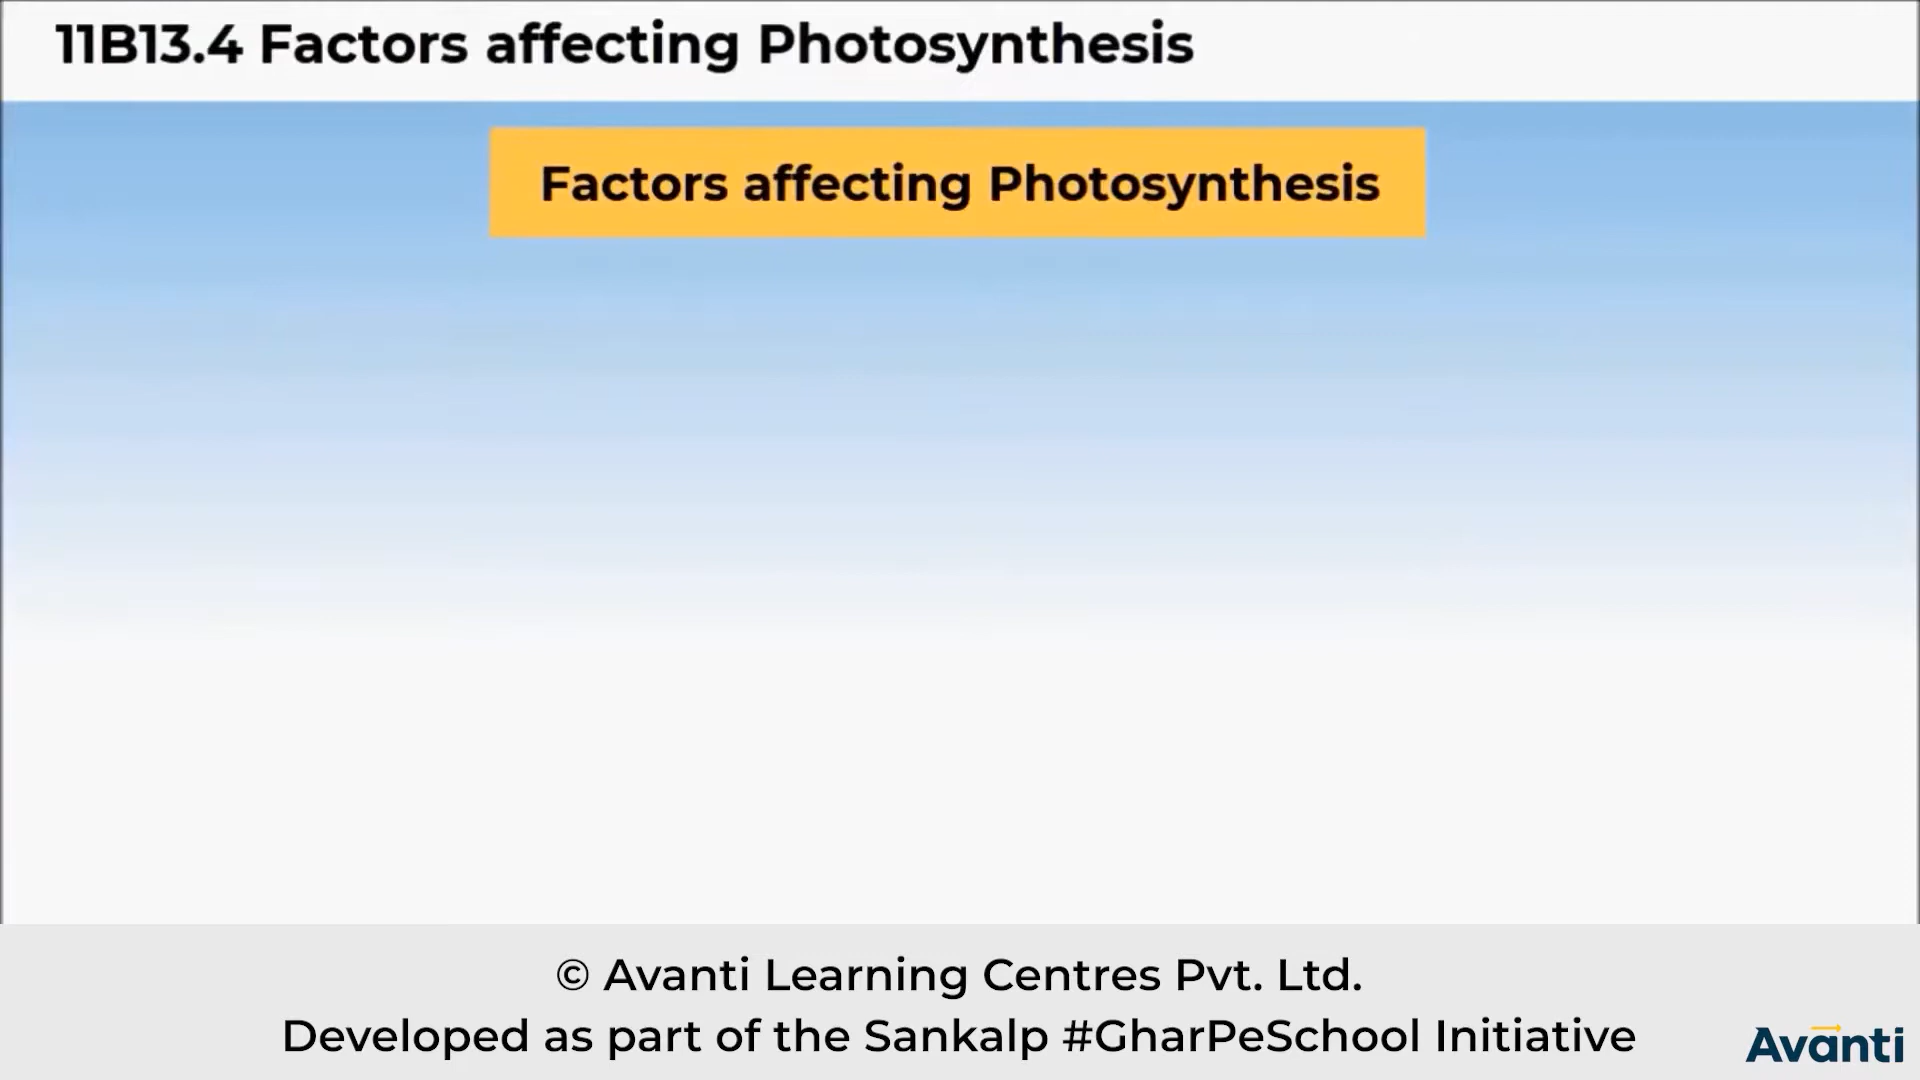 11B13.4 Factors affecting Photosynthesis
Factors affecting Photosynthesis
© Avanti Learning Centres Pvt. Ltd.
Developed as part of the Sankalp #GharPeSchool Initiative
Avanti